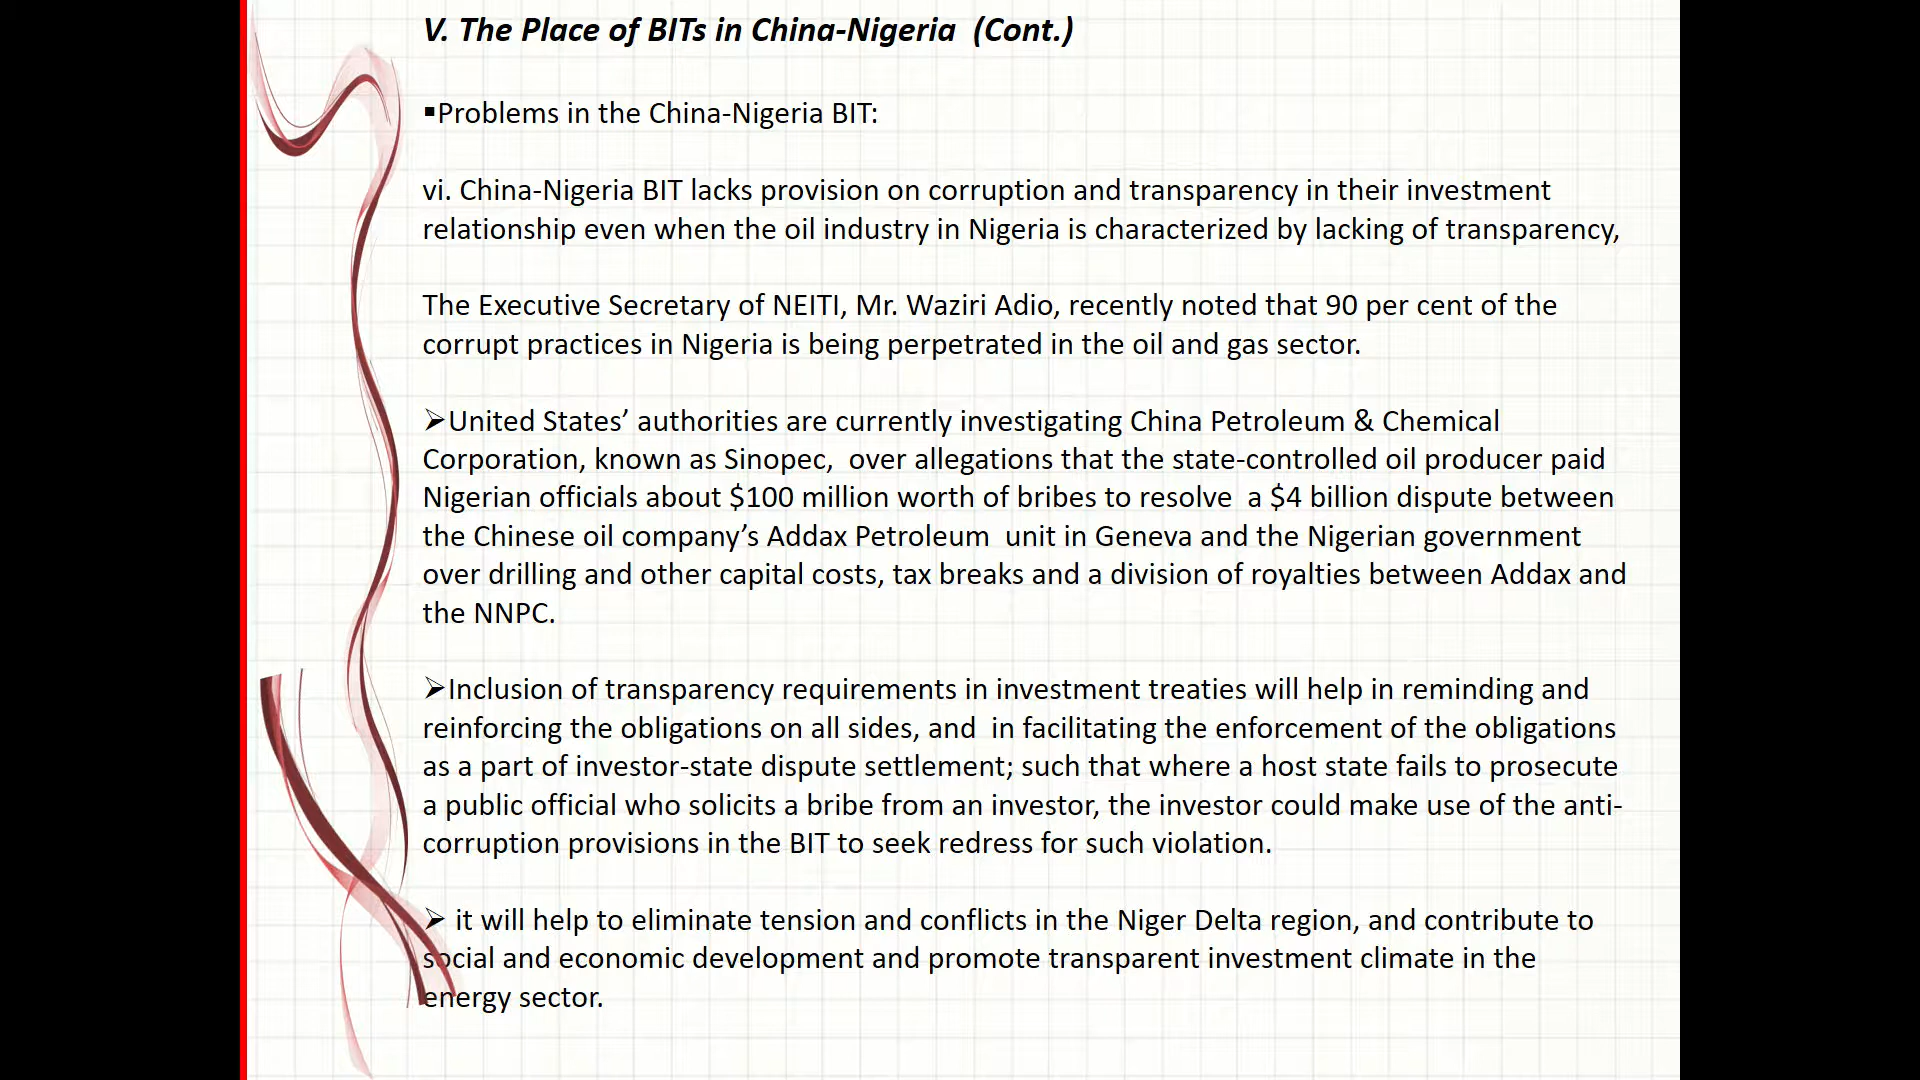 V. The Place of BITs in China-Nigeria (Cont.)
▪Problems in the China-Nigeria BIT:
vi. China-Nigeria BIT lacks provision on corruption and transparency in their investment
relationship even when the oil industry in Nigeria is characterized by lacking of transparency,
The Executive Secretary of NEITI, Mr. Waziri Adio, recently noted that 90 per cent of the
corrupt practices in Nigeria is being perpetrated in the oil and gas sector.
➢United States’ authorities are currently investigating China Petroleum & Chemical
Corporation, known as Sinopec, over allegations that the state-controlled oil producer paid
Nigerian officials about $100 million worth of bribes to resolve a $4 billion dispute between
the Chinese oil company’s Addax Petroleum unit in Geneva and the Nigerian government
over drilling and other capital costs, tax breaks and a division of royalties between Addax and
the NNPC.
➢Inclusion of transparency requirements in investment treaties will help in reminding and
reinforcing the obligations on all sides, and in facilitating the enforcement of the obligations
as a part of investor-state dispute settlement; such that where a host state fails to prosecute
a public official who solicits a bribe from an investor, the investor could make use of the anti-
corruption provisions in the BIT to seek redress for such violation.
➢ it will help to eliminate tension and conflicts in the Niger Delta region, and contribute to
social and economic development and promote transparent investment climate in the
energy sector.